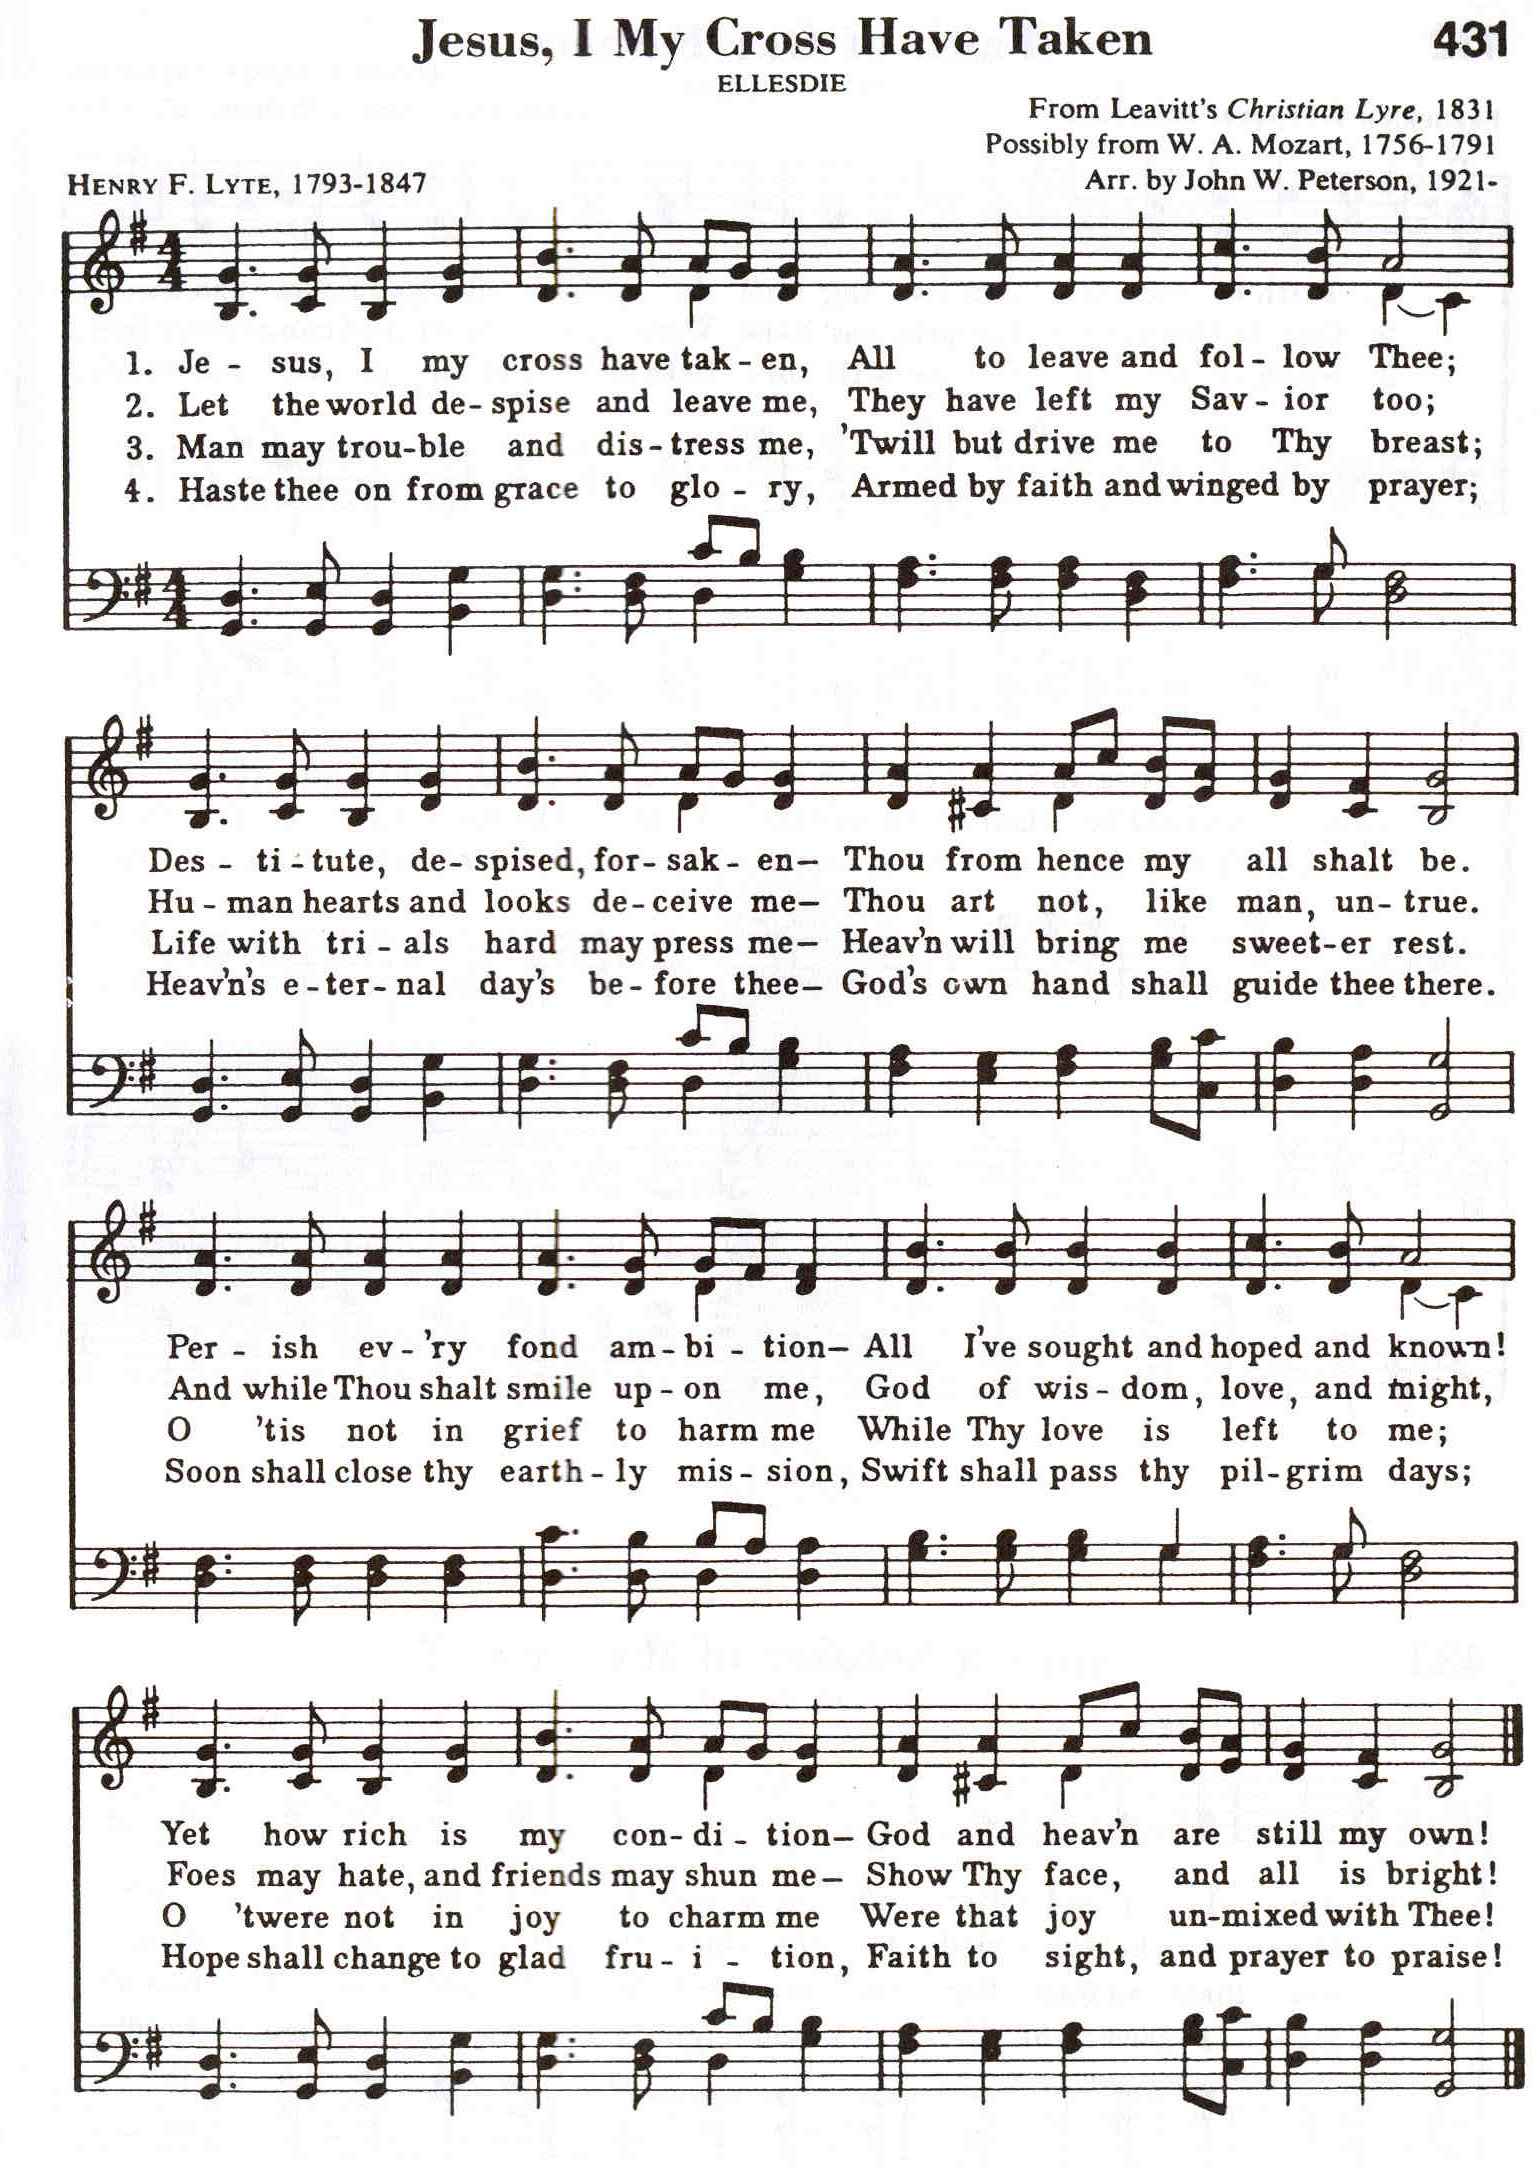 Jesus, I My Cross Have Taken 431
ELLESDIE
From Leavitt's Christian Lyre, 1831
Possibly from W. A. Mozart, 1756-1791
HENRY F. LYTE, 1793-1847 Arr. by John W. Peterson, 1921-
4 4
1. Je - sus, I my cross have tak - en, All to leave and fol - low Thee;
2. Let the world de - spise and leave me, They have left my Sav - ior too;
3. Man may trou - ble and dis - tress me, 'Twill but drive me to Thy breast;
4. Haste thee on from grace to glo - ry, Armed by faith and winged by prayer;
4 4
Des - ti - tute, de - spised, for - sak - en— Thou from hence my all shalt be.
Hu - man hearts and looks de - ceive me— Thou art not, like man, un - true.
Life with tri - als hard may press me— Heav'n will bring me sweet - er rest.
Heav'n's e - ter - nal day's be - fore thee— God's own hand shall guide thee there.
Per - ish ev - 'ry fond am - bi - tion— All I've sought and hoped and known!
And while Thou shalt smile up - on me, God of wis - dom, love, and might,
O 'tis not in grief to harm me While Thy love is left to me;
Soon shall close thy earth - ly mis - sion, Swift shall pass thy pil - grim days;
Yet how rich is my con - di - tion— God and heav'n are still my own!
Foes may hate, and friends may shun me— Show Thy face, and all is bright!
O 'twere not in joy to charm me Were that joy un - mixed with Thee!
Hope shall change to glad fru - i - tion, Faith to sight, and prayer to praise!